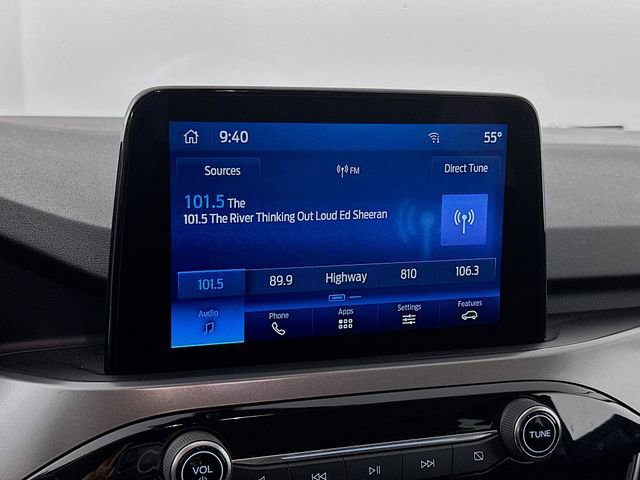 9:40 55°
Sources FM Direct Tune
101.5 The
101.5 The River Thinking Out Loud Ed Sheeran
101.5 89.9 Highway 810 106.3
Audio Phone Apps Settings Features
VOL TUNE